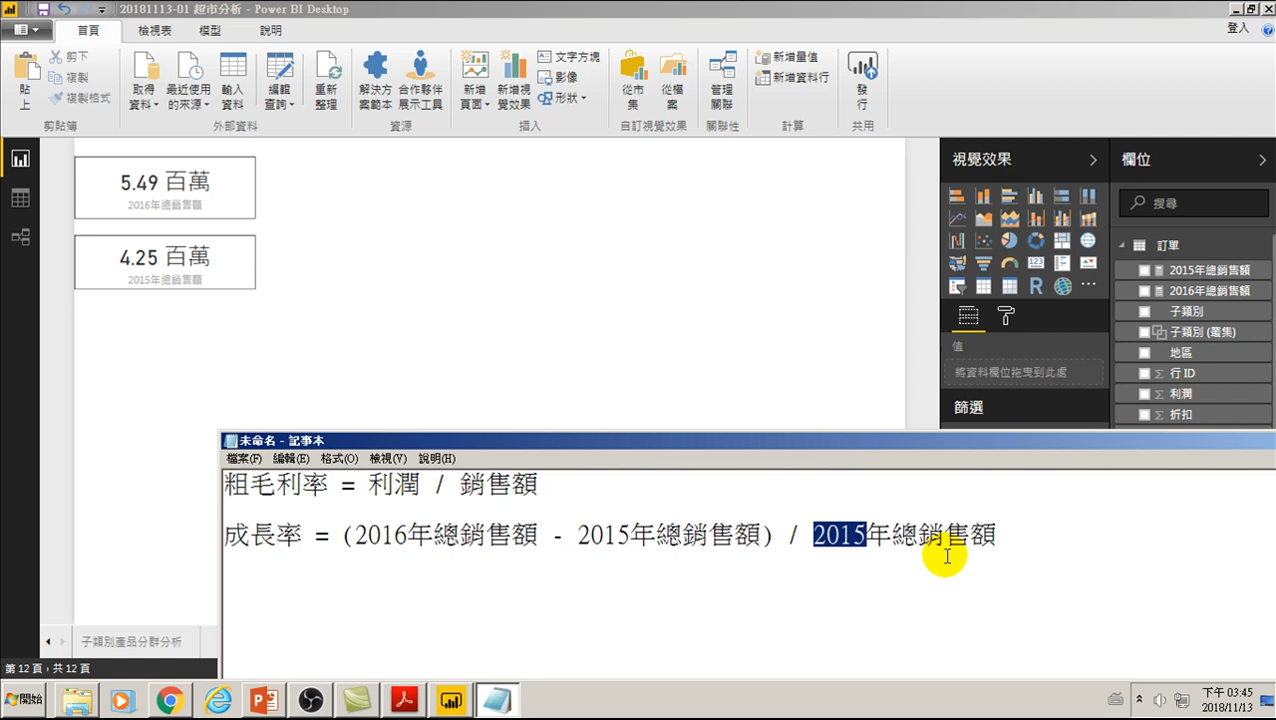 20181113-01 超市分析 - Power BI Desktop
首頁 檢視表 模型 說明 登入
貼上 剪下 複製 複製格式 剪貼簿
取得資料 最近使用的來源 輸入資料 編輯查詢 重新整理 外部資料
解決方案範本 合作夥伴展示工具 資源
新增頁面 新增視覺效果 文字方塊 影像 形狀 插入
從市集 從檔案 自訂視覺效果
管理關聯 關聯性
新增量值 新增資料行 計算
發行 共用
5.49 百萬
2016年總銷售額
4.25 百萬
2015年總銷售額
視覺效果
值
將資料欄位拖曳到此處
篩選
欄位
搜尋
訂單
2015年總銷售額
2016年總銷售額
子類別
子類別 (叢集)
地區
行 ID
利潤
折扣
未命名 - 記事本
檔案(F) 編輯(E) 格式(O) 檢視(V) 說明(H)
粗毛利率 = 利潤 / 銷售額
成長率 = (2016年總銷售額 - 2015年總銷售額) / 2015年總銷售額
子類別產品分群分析
第 12 頁，共 12 頁
開始
下午 03:45
2018/11/13